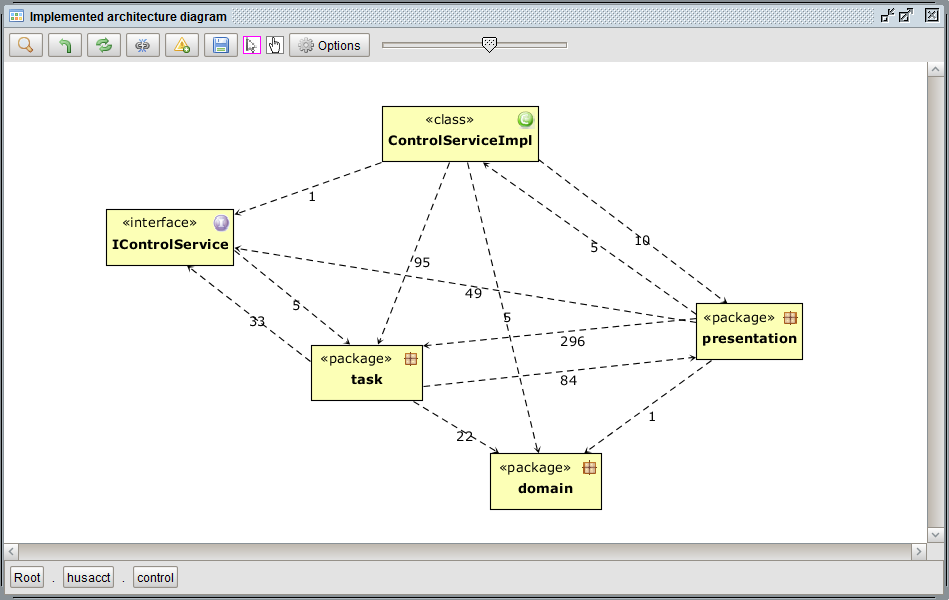 Implemented architecture diagram
Options
«class»
ControlServiceImpl
1
«interface»
IControlService
5
10
95
49
5
33
5
296
«package»
presentation
«package»
task
84
1
22
«package»
domain
Root . husacct . control